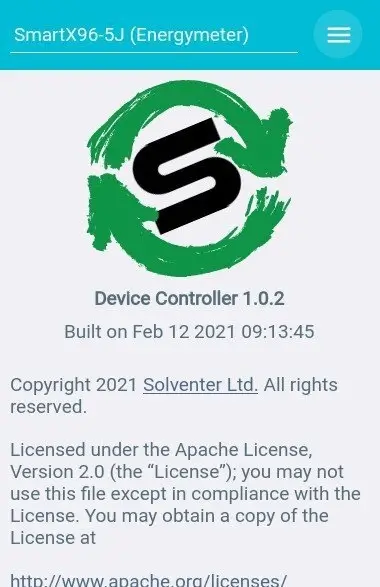 SmartX96-5J (Energymeter)
S
Device Controller 1.0.2
Built on Feb 12 2021 09:13:45
Copyright 2021 Solventer Ltd. All rights
reserved.
Licensed under the Apache License,
Version 2.0 (the “License”); you may not
use this file except in compliance with the
License. You may obtain a copy of the
License at
http://www.apache.org/licenses/